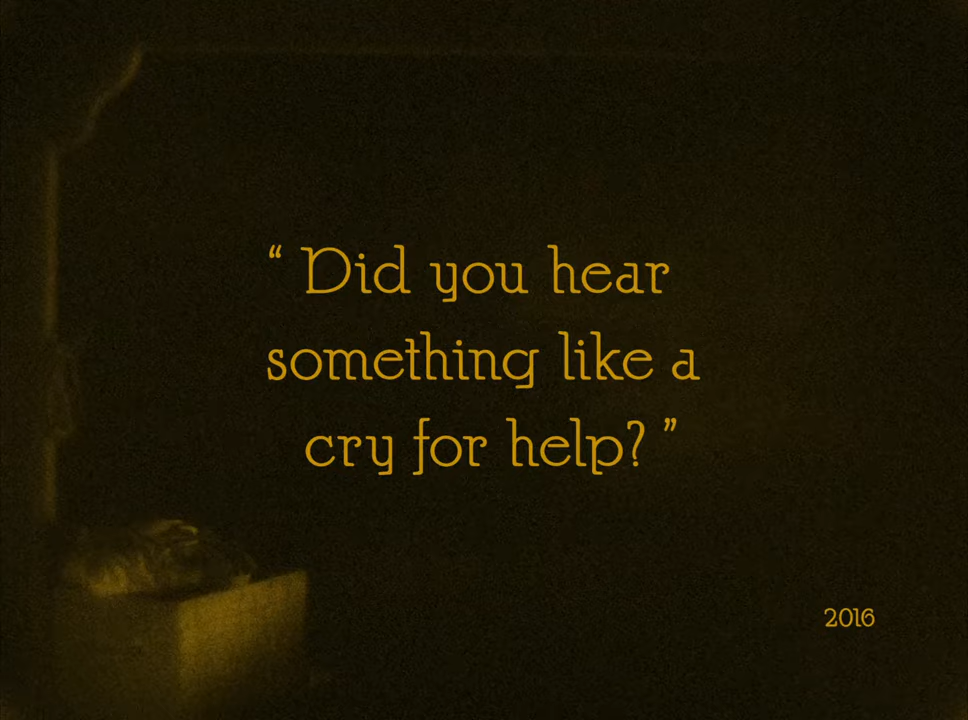 “ Did you hear
something like a
cry for help? ”
2016